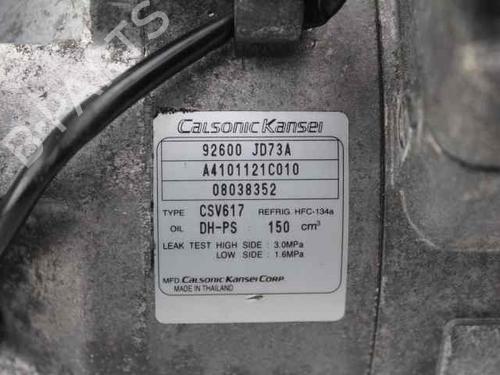 B-PARTS
Calsonic Kansei
92600 JD73A
A4101121C010
08038352
TYPE CSV617 REFRIG. HFC-134a
OIL DH-PS : 150 cm³
LEAK TEST HIGH SIDE : 3.0MPa
LOW SIDE : 1.6MPa
MFD. Calsonic Kansei Corp.
MADE IN THAILAND